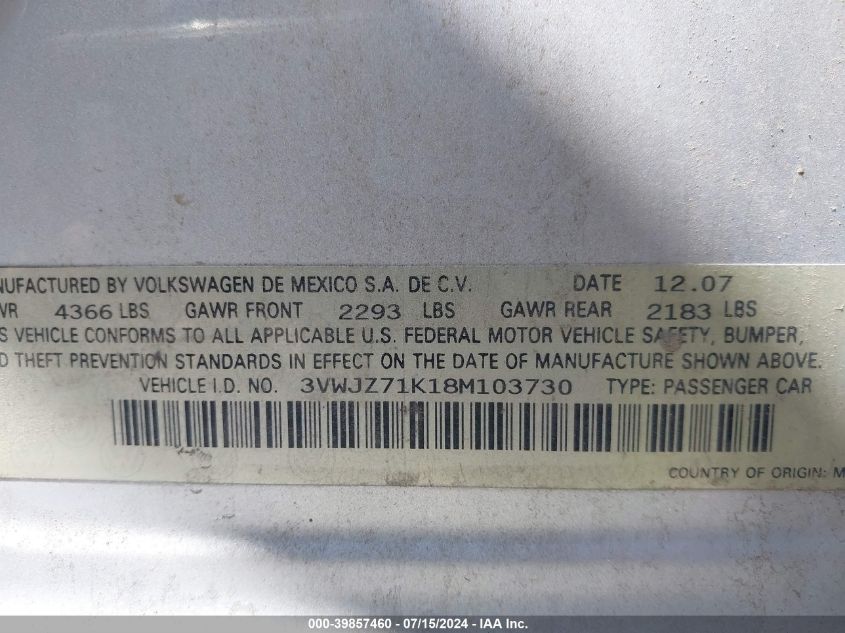 NUFACTURED BY VOLKSWAGEN DE MEXICO S.A. DE C.V. DATE 12.07
WR 4366 LBS GAWR FRONT 2293 LBS GAWR REAR 2183 LBS
S VEHICLE CONFORMS TO ALL APPLICABLE U.S. FEDERAL MOTOR VEHICLE SAFETY, BUMPER,
D THEFT PREVENTION STANDARDS IN EFFECT ON THE DATE OF MANUFACTURE SHOWN ABOVE.
VEHICLE I.D. NO. 3VWJZ71K18M103730 TYPE: PASSENGER CAR
COUNTRY OF ORIGIN: M
000-39857460 - 07/15/2024 - IAA Inc.